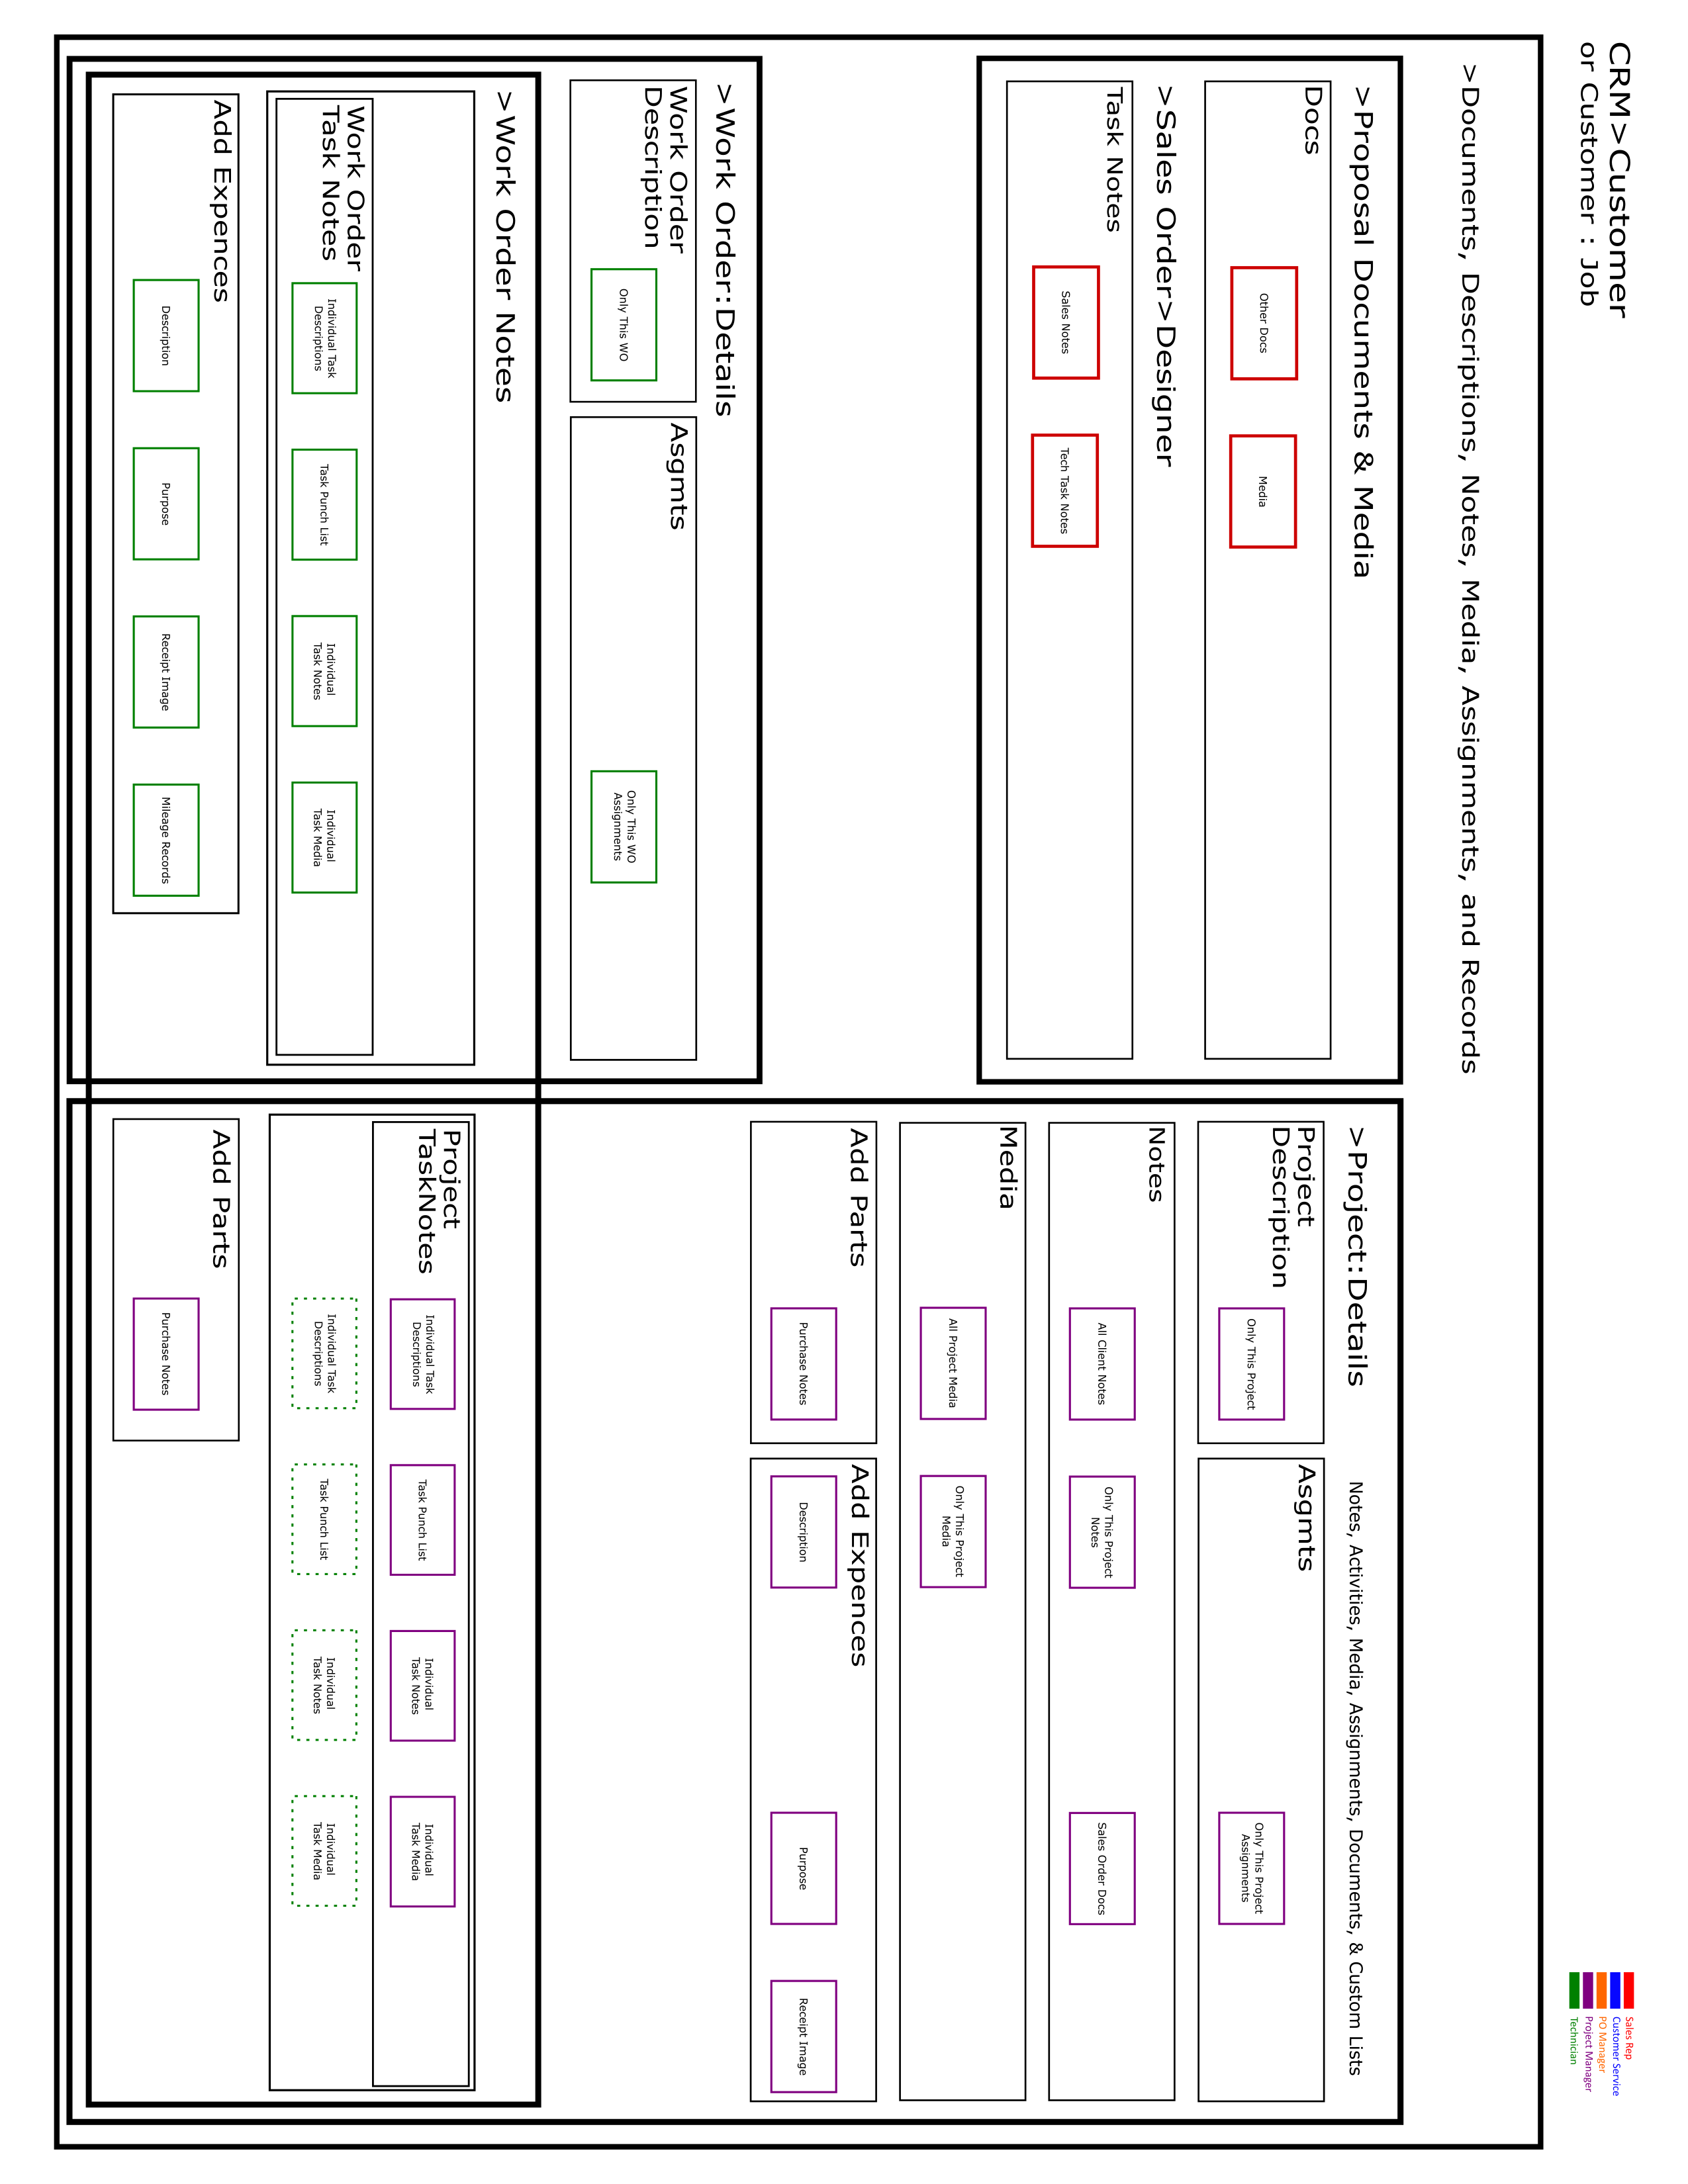 CRM>Customer
or Customer : Job
Sales Rep
Customer Service
PO Manager
Project Manager
Technician
>Documents, Descriptions, Notes, Media, Assignments, and Records
>Proposal Documents & Media
Docs
Other Docs
Media
>Sales Order>Designer
Task Notes
Sales Notes
Tech Task Notes
>Project:Details
Notes, Activities, Media, Assignments, Documents, & Custom Lists
Project
Description
Only This Project
Asgmts
Only This Project
Assignments
Notes
All Client Notes
Only This Project
Notes
Sales Order Docs
Media
All Project Media
Only This Project
Media
Add Parts
Purchase Notes
Add Expences
Description
Purpose
Receipt Image
>Work Order:Details
Work Order
Description
Only This WO
Asgmts
Only This WO
Assignments
>Work Order Notes
Work Order
Task Notes
Individual Task
Descriptions
Task Punch List
Individual
Task Notes
Individual
Task Media
Project
TaskNotes
Individual Task
Descriptions
Task Punch List
Individual
Task Notes
Individual
Task Media
Individual Task
Descriptions
Task Punch List
Individual
Task Notes
Individual
Task Media
Add Expences
Description
Purpose
Receipt Image
Mileage Records
Add Parts
Purchase Notes